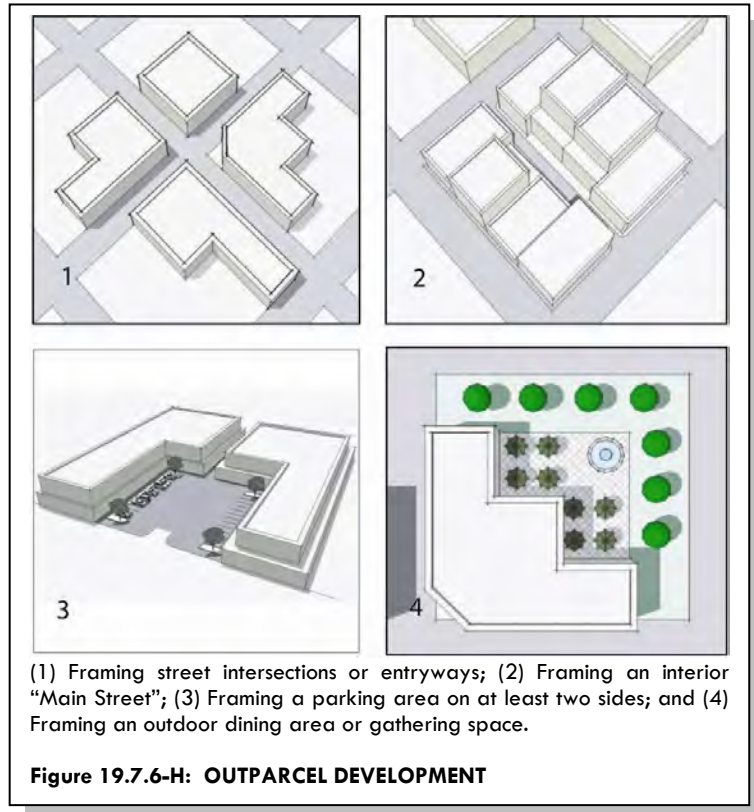 1
2
3
4
(1) Framing street intersections or entryways; (2) Framing an interior
“Main Street”; (3) Framing a parking area on at least two sides; and (4)
Framing an outdoor dining area or gathering space.
Figure 19.7.6-H: OUTPARCEL DEVELOPMENT